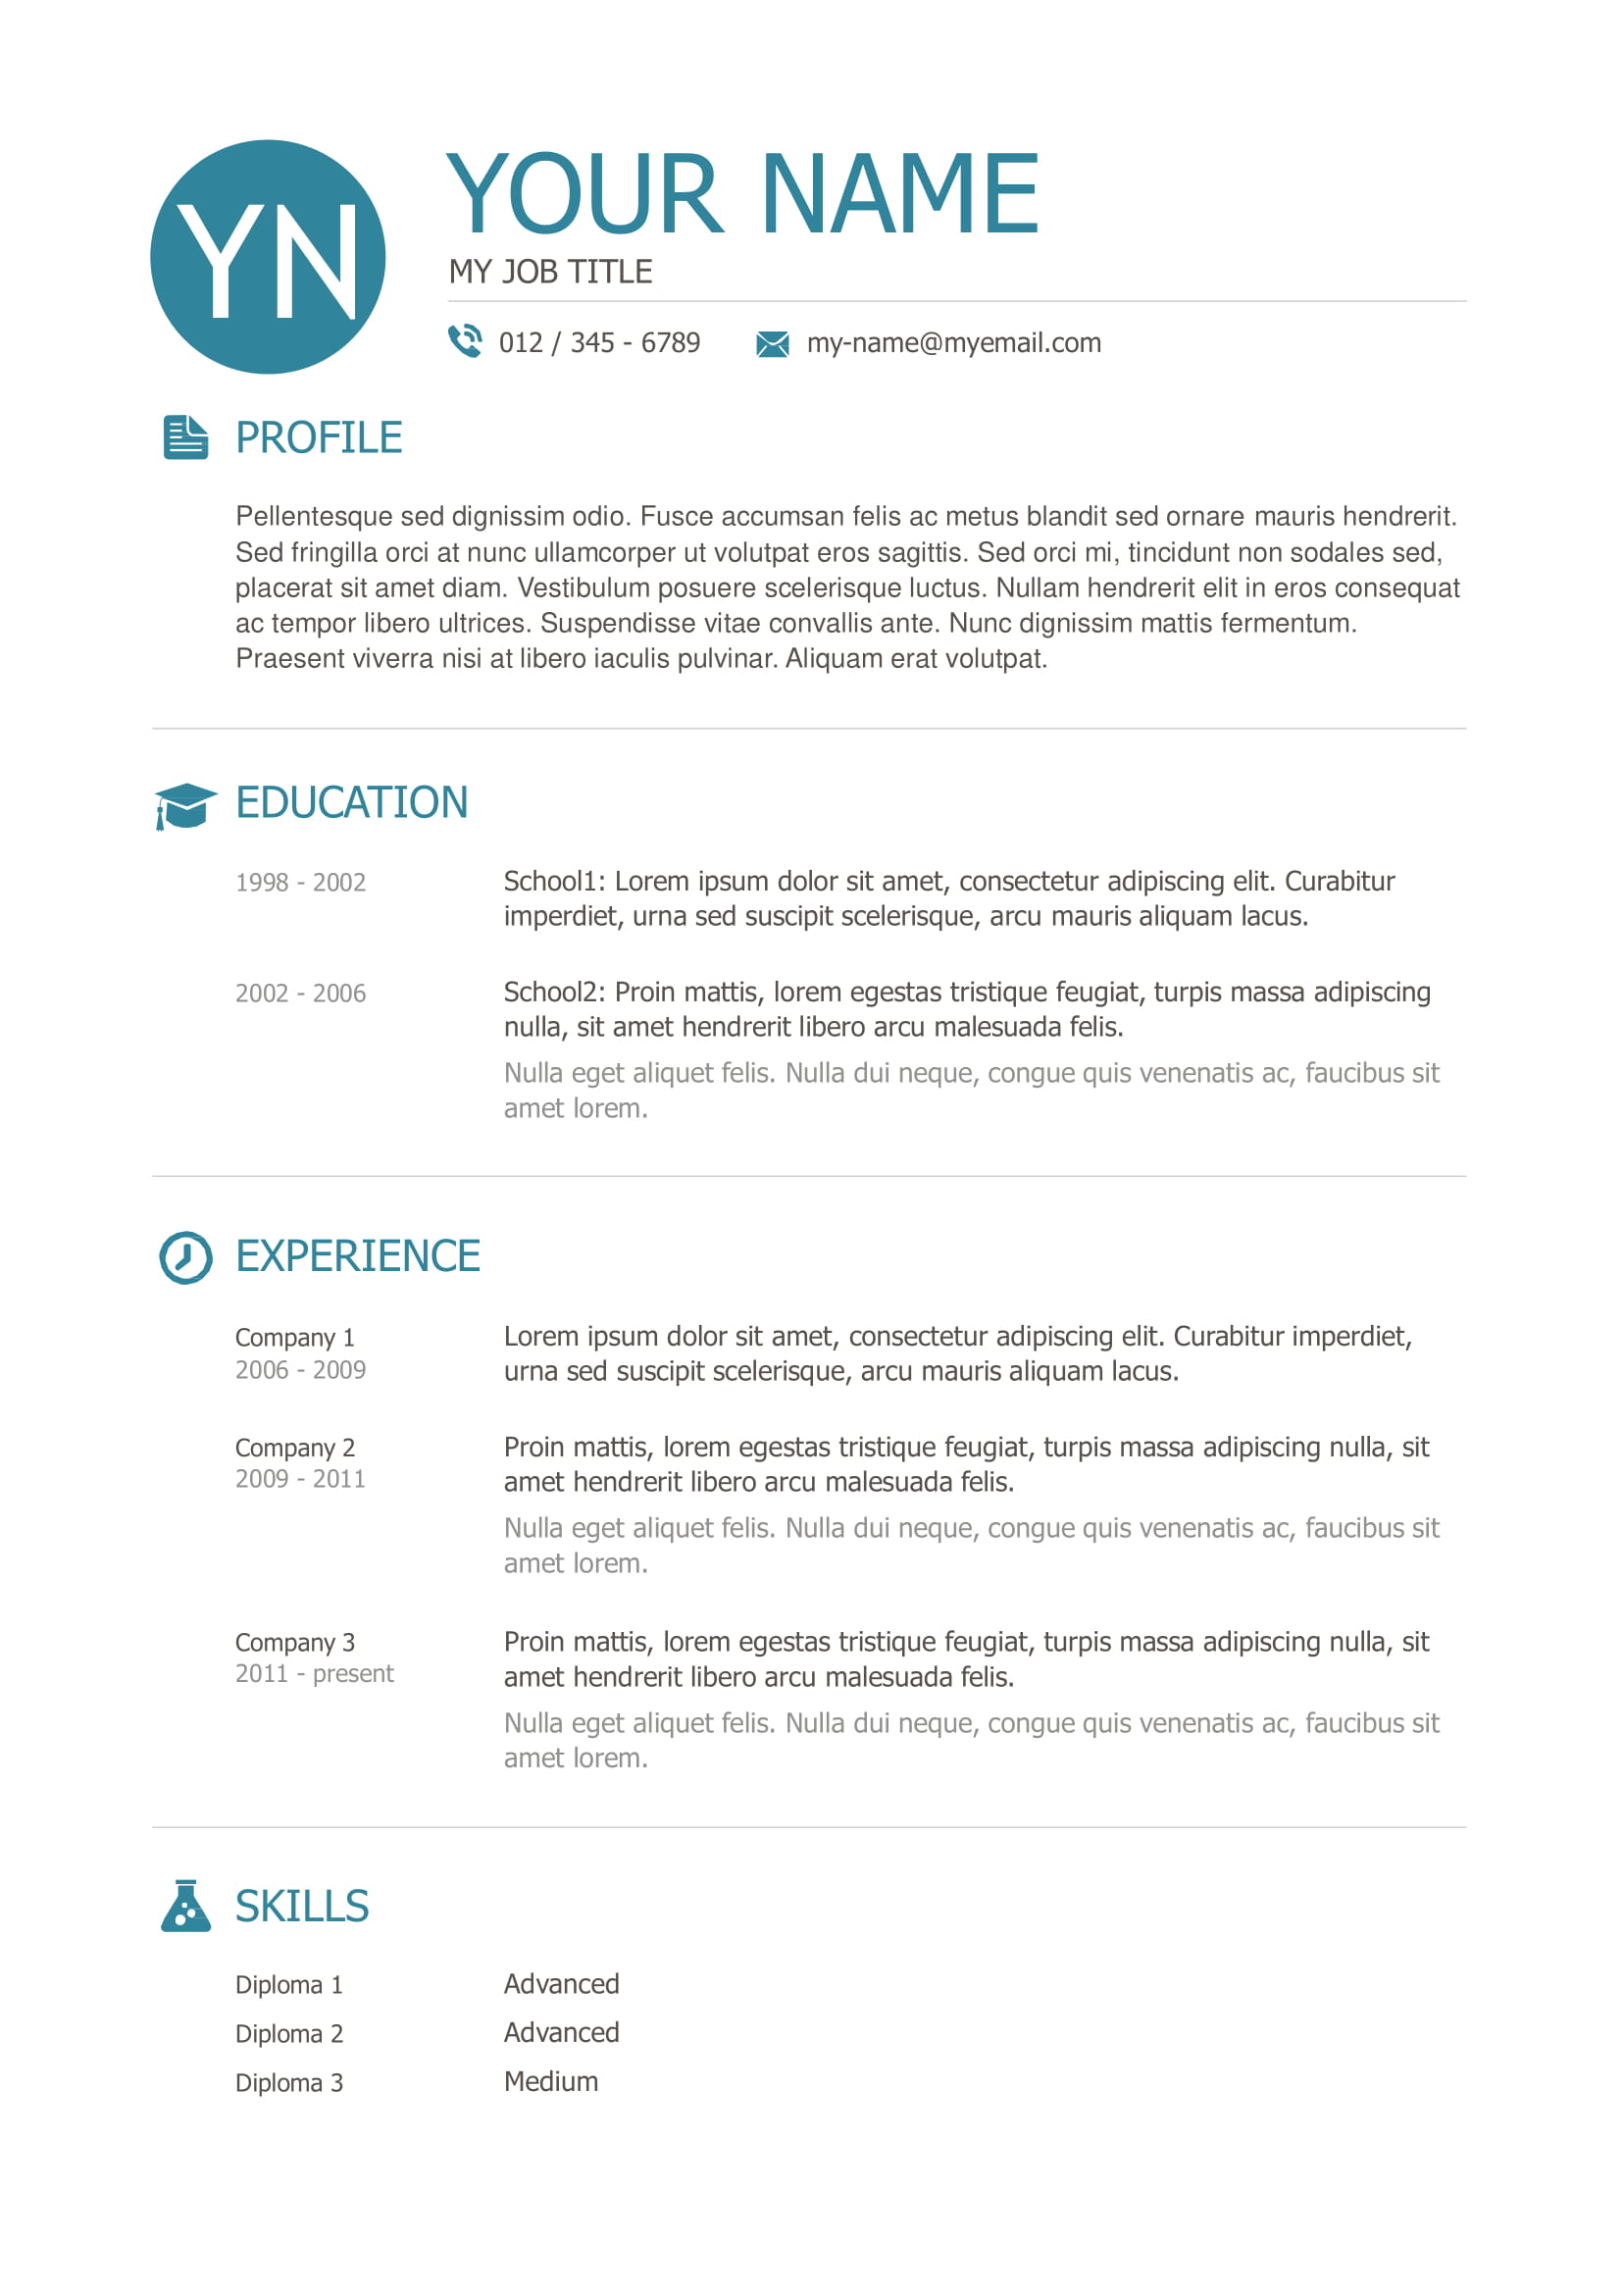 YN
YOUR NAME
MY JOB TITLE
012 / 345 - 6789 my-name@myemail.com
PROFILE
Pellentesque sed dignissim odio. Fusce accumsan felis ac metus blandit sed ornare mauris hendrerit.
Sed fringilla orci at nunc ullamcorper ut volutpat eros sagittis. Sed orci mi, tincidunt non sodales sed,
placerat sit amet diam. Vestibulum posuere scelerisque luctus. Nullam hendrerit elit in eros consequat
ac tempor libero ultrices. Suspendisse vitae convallis ante. Nunc dignissim mattis fermentum.
Praesent viverra nisi at libero iaculis pulvinar. Aliquam erat volutpat.
EDUCATION
1998 - 2002 School1: Lorem ipsum dolor sit amet, consectetur adipiscing elit. Curabitur
imperdiet, urna sed suscipit scelerisque, arcu mauris aliquam lacus.
2002 - 2006 School2: Proin mattis, lorem egestas tristique feugiat, turpis massa adipiscing
nulla, sit amet hendrerit libero arcu malesuada felis.
Nulla eget aliquet felis. Nulla dui neque, congue quis venenatis ac, faucibus sit
amet lorem.
EXPERIENCE
Company 1 Lorem ipsum dolor sit amet, consectetur adipiscing elit. Curabitur imperdiet,
2006 - 2009 urna sed suscipit scelerisque, arcu mauris aliquam lacus.
Company 2 Proin mattis, lorem egestas tristique feugiat, turpis massa adipiscing nulla, sit
2009 - 2011 amet hendrerit libero arcu malesuada felis.
Nulla eget aliquet felis. Nulla dui neque, congue quis venenatis ac, faucibus sit
amet lorem.
Company 3 Proin mattis, lorem egestas tristique feugiat, turpis massa adipiscing nulla, sit
2011 - present amet hendrerit libero arcu malesuada felis.
Nulla eget aliquet felis. Nulla dui neque, congue quis venenatis ac, faucibus sit
amet lorem.
SKILLS
Diploma 1 Advanced
Diploma 2 Advanced
Diploma 3 Medium